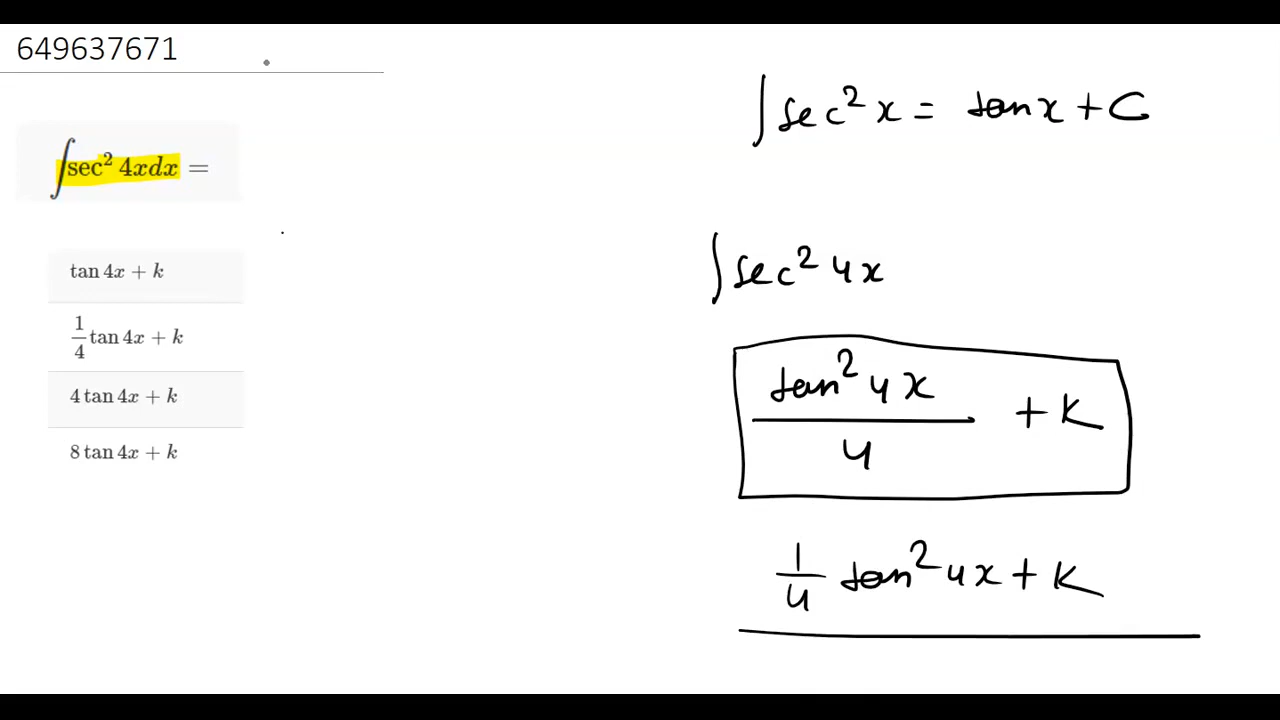 649637671
∫sec² 4xdx =
tan 4x + k
1/4 tan 4x + k
4 tan 4x + k
8 tan 4x + k
∫ sec² x = tan x + C
∫ sec² 4x
tan² 4x / 4 + k
1/4 tan² 4x + k